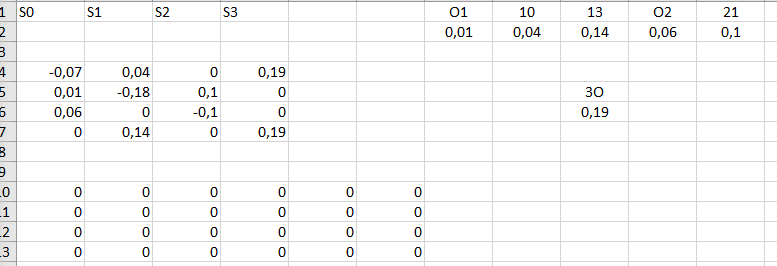 1 S0 S1 S2 S3 O1 10 13 O2 21
2 0,01 0,04 0,14 0,06 0,1
3
4 -0,07 0,04 0 0,19
5 0,01 -0,18 0,1 0 3O
6 0,06 0 -0,1 0 0,19
7 0 0,14 0 0,19
8
9
10 0 0 0 0 0 0
11 0 0 0 0 0 0
12 0 0 0 0 0 0
13 0 0 0 0 0 0